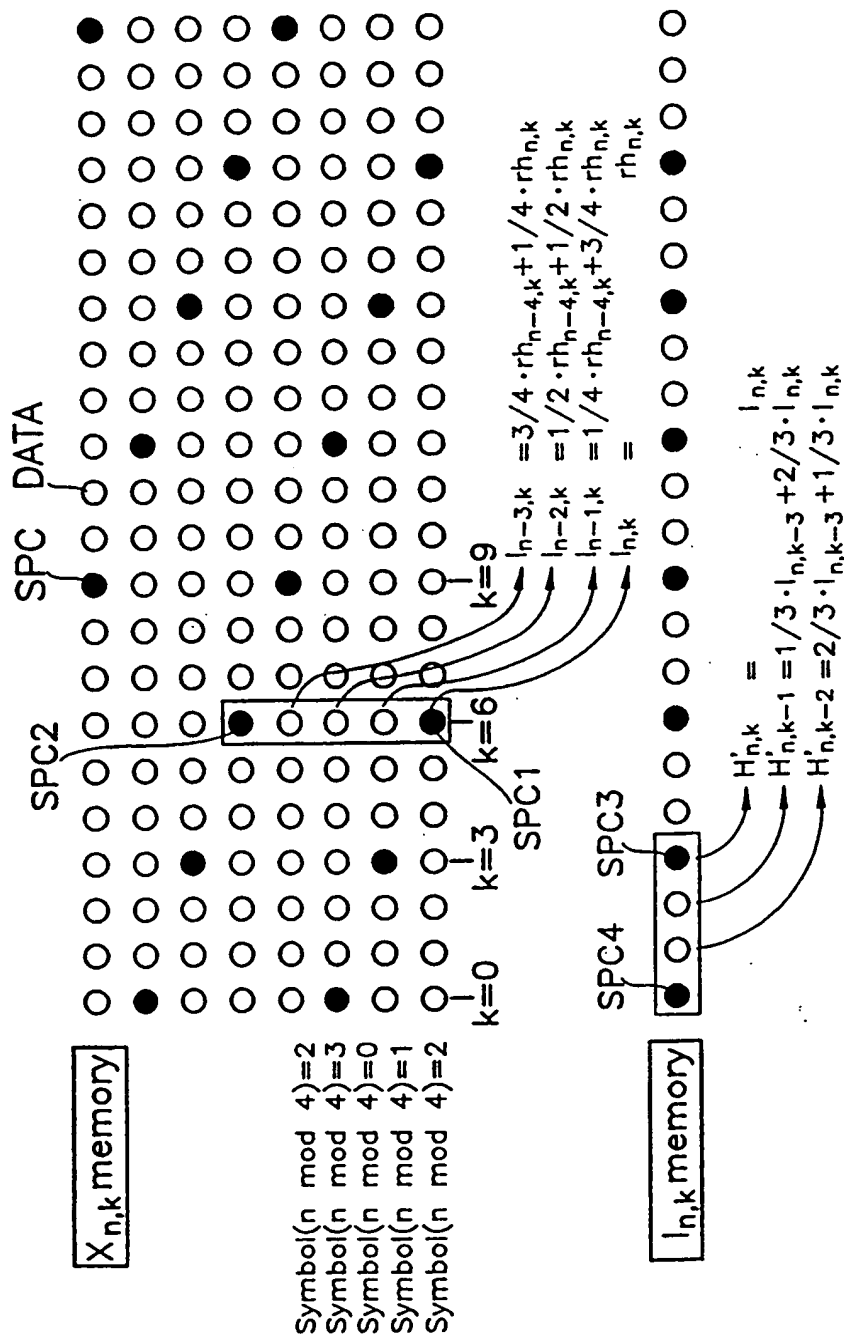 SPC DATA
X_{n,k} memory
SPC2
Symbol(n mod 4)=2
Symbol(n mod 4)=3
Symbol(n mod 4)=0
Symbol(n mod 4)=1
Symbol(n mod 4)=2
k=0 k=3 k=6 k=9
SPC1
I_{n-3,k} =3/4·rh_{n-4,k}+1/4·rh_{n,k}
I_{n-2,k} =1/2·rh_{n-4,k}+1/2·rh_{n,k}
I_{n-1,k} =1/4·rh_{n-4,k}+3/4·rh_{n,k}
I_{n,k} = rh_{n,k}
SPC4 SPC3
I_{n,k} memory
H'_{n,k} = I_{n,k}
H'_{n,k-1} =1/3·I_{n,k-3}+2/3·I_{n,k}
H'_{n,k-2} =2/3·I_{n,k-3}+1/3·I_{n,k}